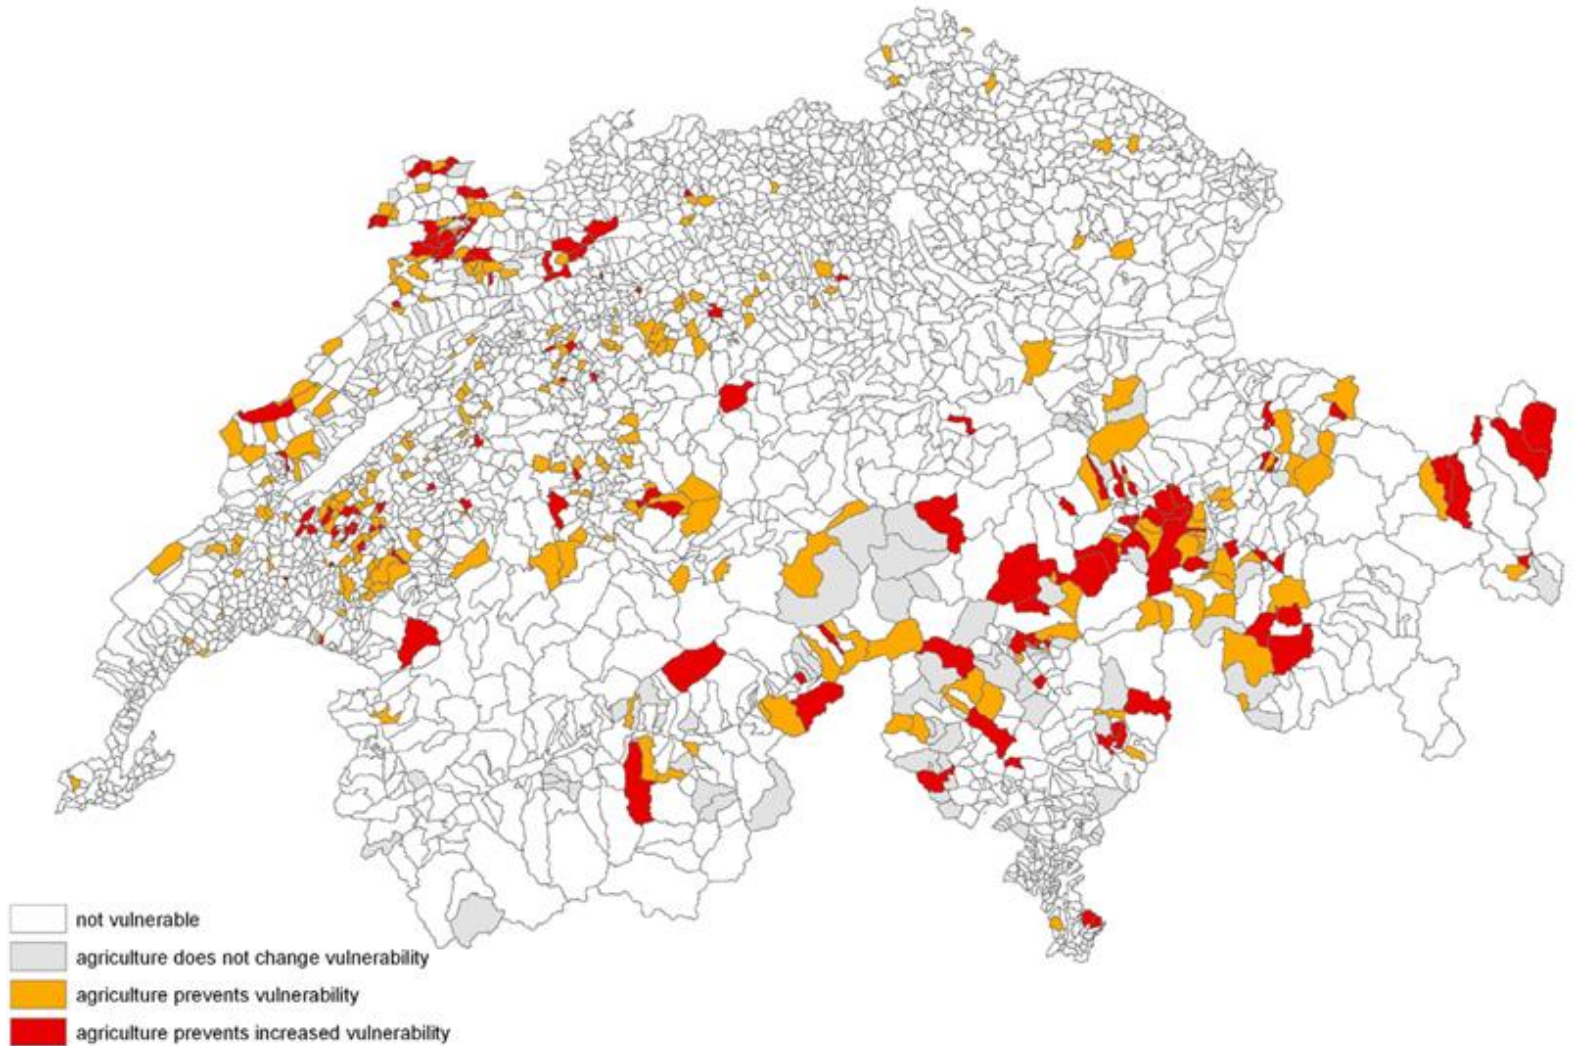 not vulnerable
agriculture does not change vulnerability
agriculture prevents vulnerability
agriculture prevents increased vulnerability